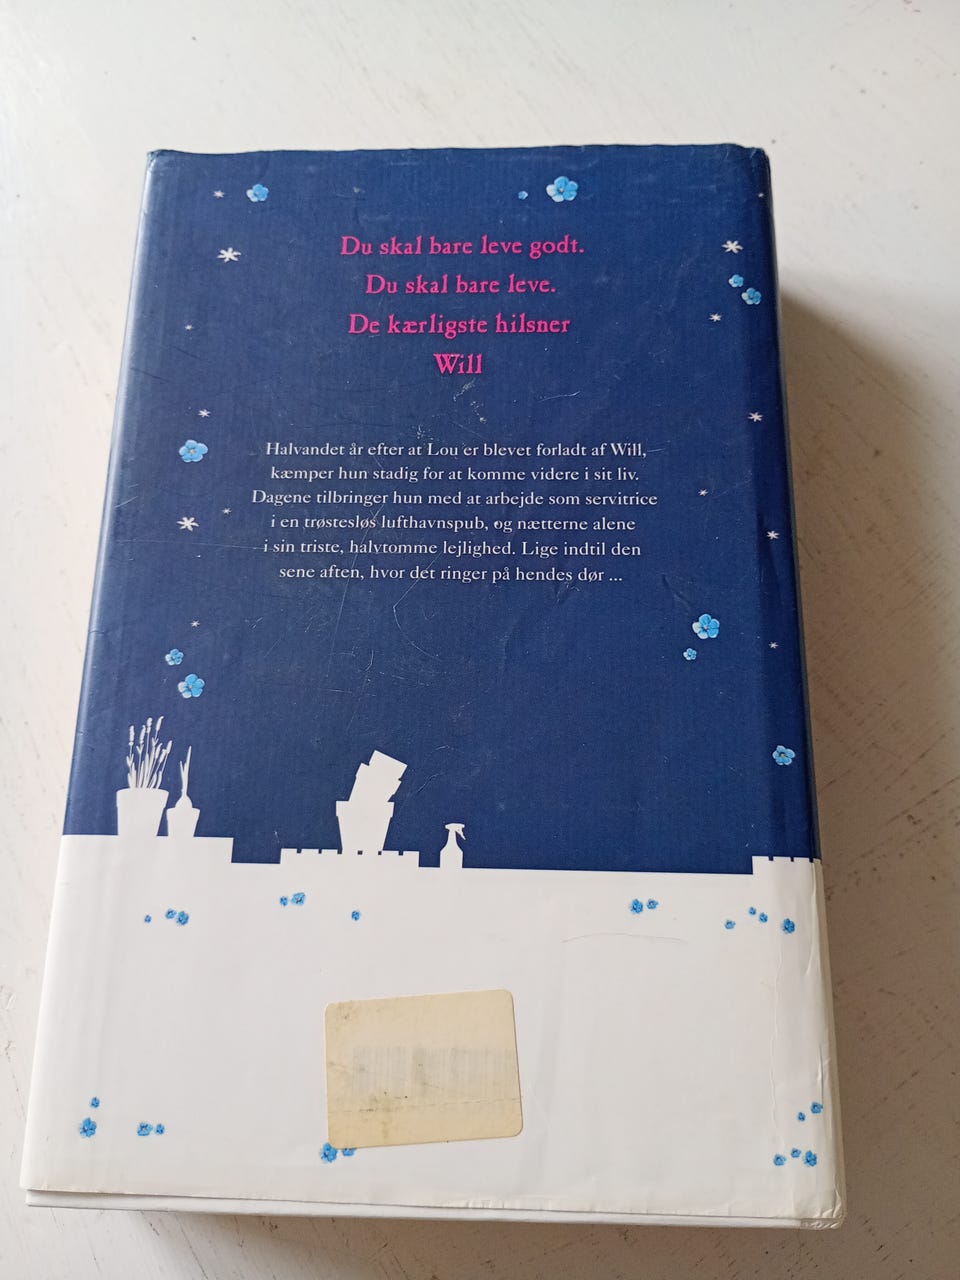 Du skal bare leve godt.
Du skal bare leve.
De kærligste hilsner
Will
Halvandet år efter at Lou er blevet forladt af Will,
kæmper hun stadig for at komme videre i sit liv.
Dagene tilbringer hun med at arbejde som servitrice
i en trøstesløs lufthavnspub, og nætterne alene
i sin triste, halvtomme lejlighed. Lige indtil den
sene aften, hvor det ringer på hendes dør ...